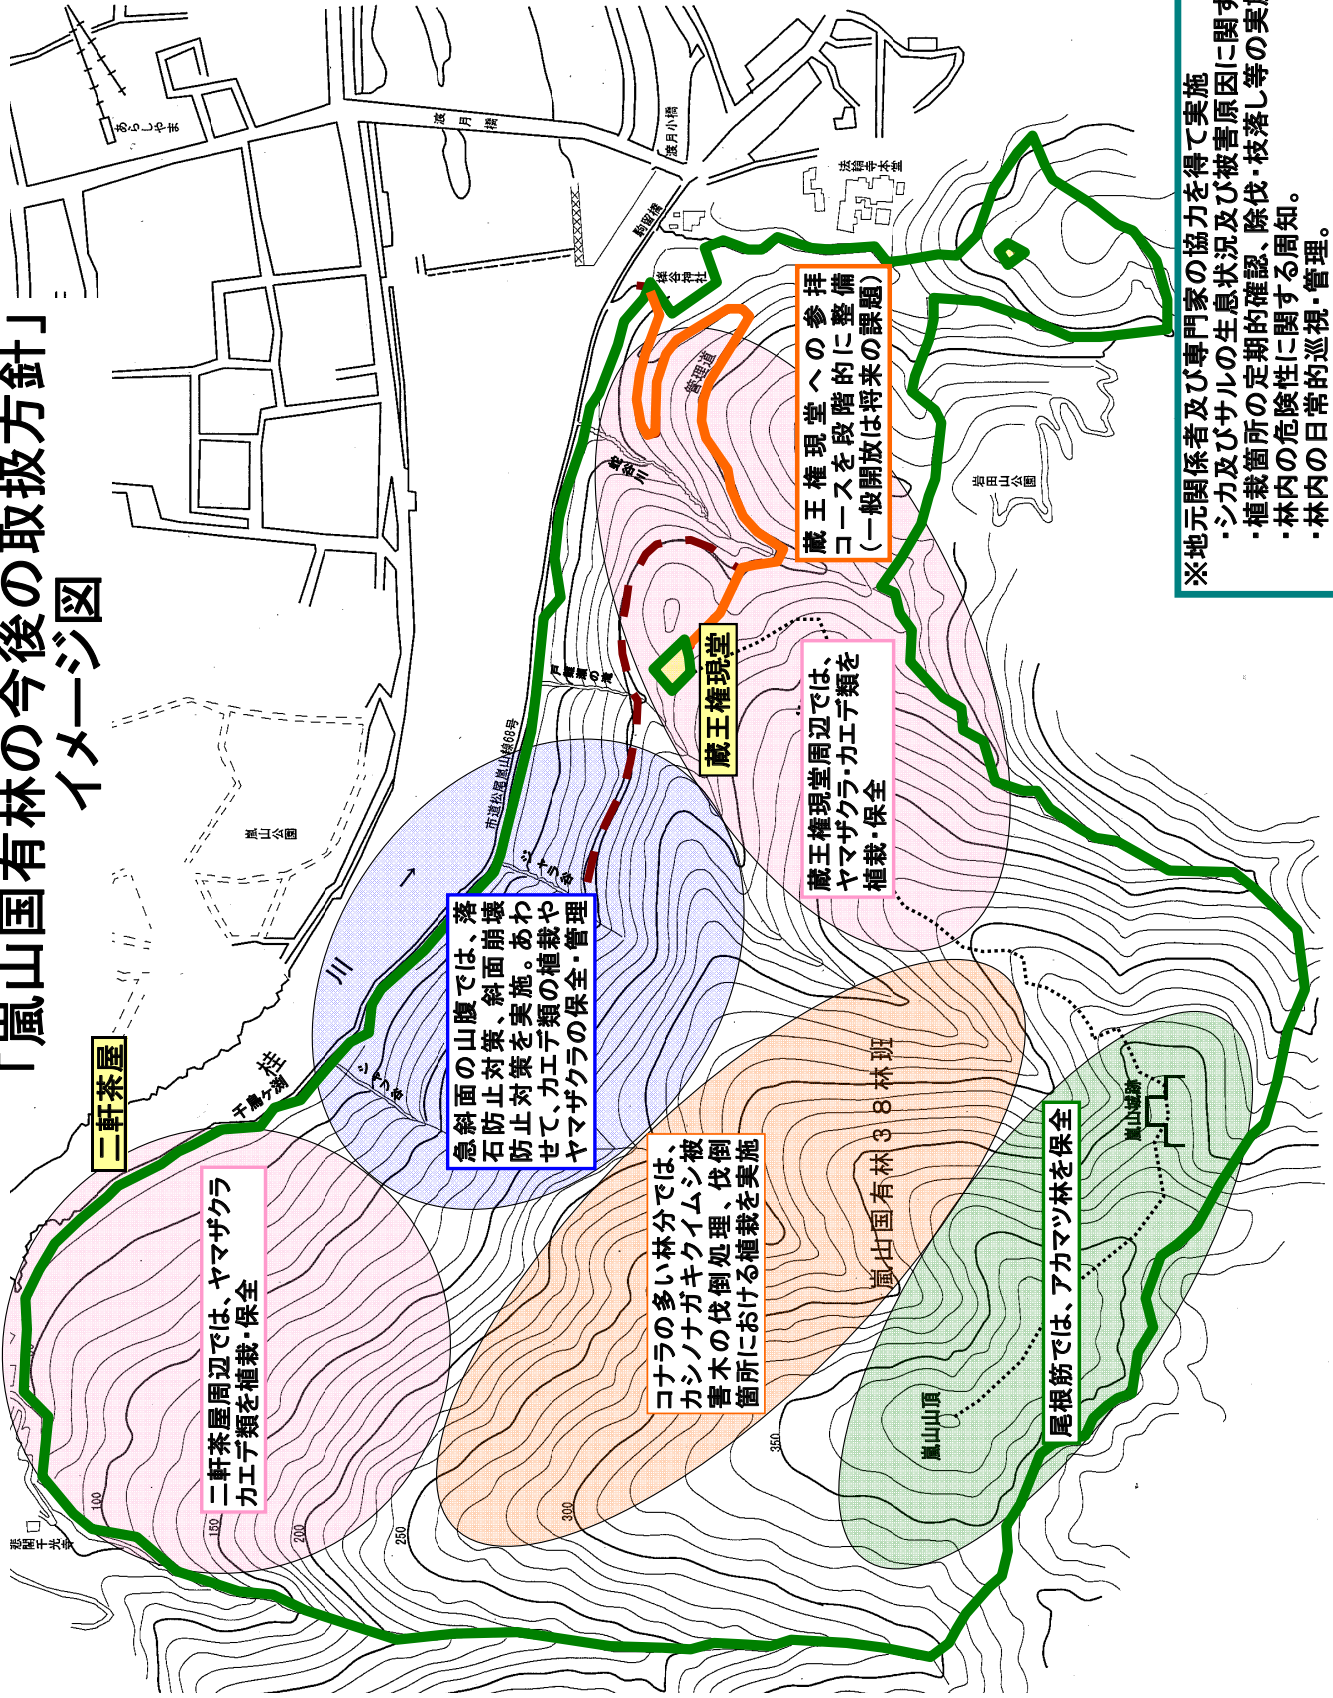 「嵐山国有林の今後の取扱方針」
イメージ図
二軒茶屋
二軒茶屋周辺では、ヤマザクラ
カエデ類を植栽・保全
急斜面の山腹では、落
石防止対策、斜面崩壊
防止対策を実施。あわ
せて、カエデ類の植栽や
ヤマザクラの保全・管理
コナラの多い林分では、
カシノナガキクイムシ被
害木の伐倒処理、伐倒
箇所における植栽を実施
尾根筋では、アカマツ林を保全
蔵王権現堂
蔵王権現堂周辺では、
ヤマザクラ・カエデ類を
植栽・保全
蔵王権現堂への参拝
コースを段階的に整備
(一般開放は将来の課題)
※地元関係者及び専門家の協力を得て実施
・シカ及びサルの生息状況及び被害原因に関す
・植栽箇所の定期的確認、除伐・枝落し等の実施
・林内の危険性に関する周知。
・林内の日常的巡視・管理。
嵐山国有林38林班
嵐山山頂
嵐山城跡
あらしやま
渡月橋
渡月小橋
法輪寺本堂
櫟谷神社
管理道
蛇谷川
戸難瀬の滝
市道松尾嵐山線68号
嵐山公園
岩田山公園
桂
川
→
千鳥ケ淵
シャラ谷
100
150
200
250
300
350